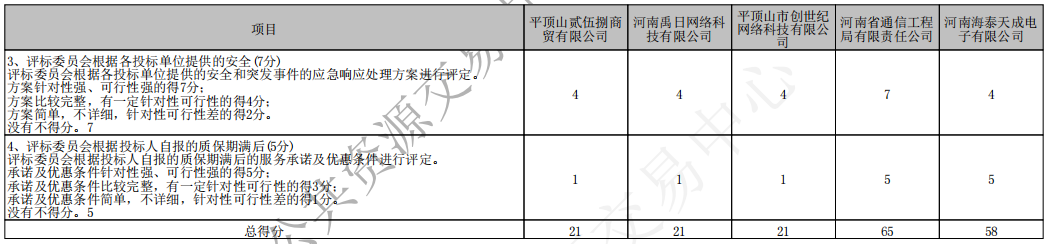 项目
平顶山贰伍捌商
贸有限公司
河南禹日网络科
技有限公司
平顶山市创世纪
网络科技有限公
司
河南省通信工程
局有限责任公司
河南海泰天成电
子有限公司
3、评标委员会根据各投标单位提供的安全(7分)
评标委员会根据各投标单位提供的安全和突发事件的应急响应处理方案进行评定。
方案针对性强、可行性强的得7分；
方案比较完整，有一定针对性可行性的得4分；
方案简单，不详细，针对性可行性差的得2分。
没有不得分。7
4 4 4 7 4
4、评标委员会根据投标人自报的质保期满后(5分)
评标委员会根据投标人自报的质保期满后的服务承诺及优惠条件进行评定。
承诺及优惠条件针对性强、可行性强的得5分；
承诺及优惠条件比较完整，有一定针对性可行性的得3分；
承诺及优惠条件简单，不详细，针对性可行性差的得1分。
没有不得分。5
1 1 1 5 5
总得分 21 21 21 65 58
公共资源交易
交易中心